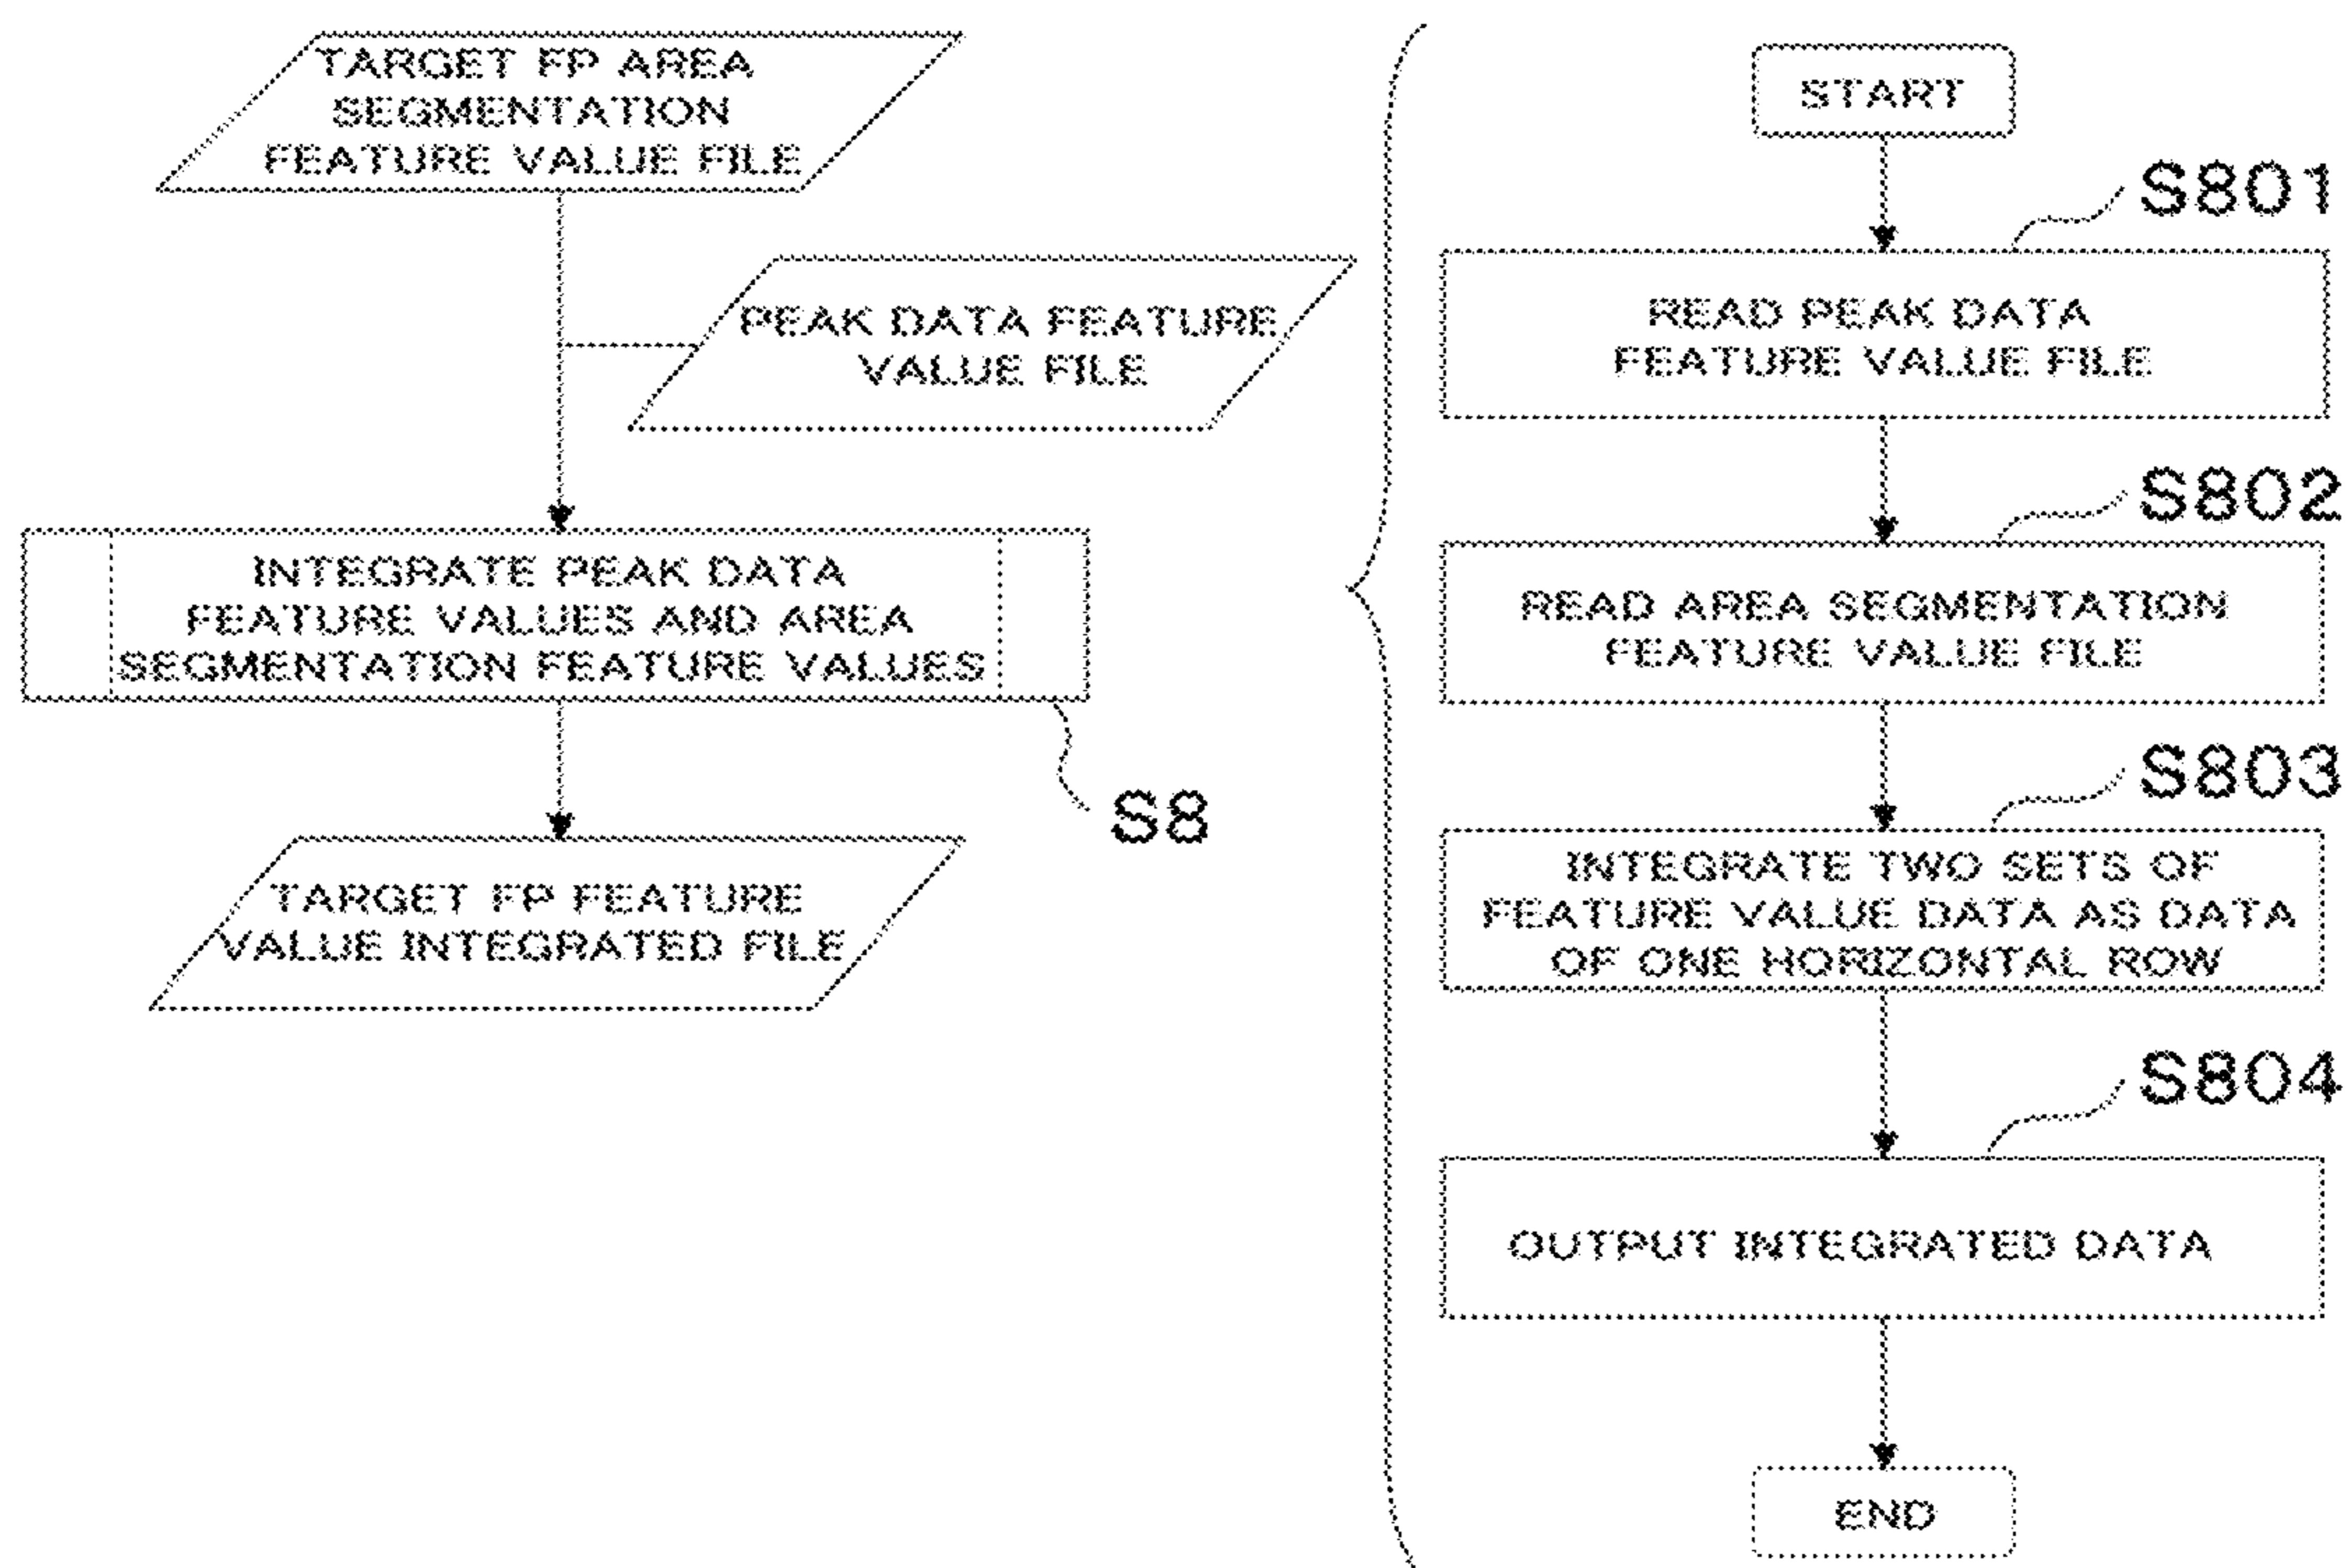 TARGET FP AREA
SEGMENTATION
FEATURE VALUE FILE
PEAK DATA FEATURE
VALUE FILE
INTEGRATE PEAK DATA
FEATURE VALUES AND AREA
SEGMENTATION FEATURE VALUES
S8
TARGET FP FEATURE
VALUE INTEGRATED FILE
START
S801
READ PEAK DATA
FEATURE VALUE FILE
S802
READ AREA SEGMENTATION
FEATURE VALUE FILE
S803
INTEGRATE TWO SETS OF
FEATURE VALUE DATA AS DATA
OF ONE HORIZONTAL ROW
S804
OUTPUT INTEGRATED DATA
END